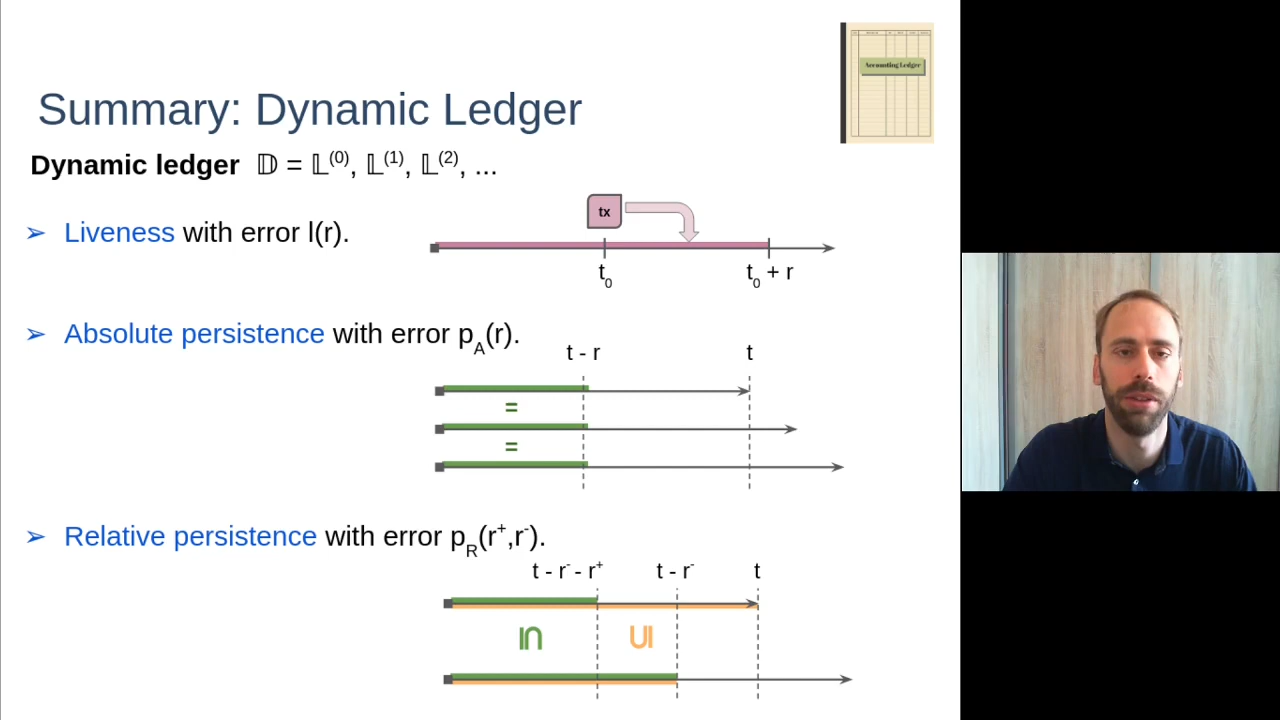 Accounting Ledger
Summary: Dynamic Ledger
Dynamic ledger 𝔻 = 𝕃⁽⁰⁾, 𝕃⁽¹⁾, 𝕃⁽²⁾, ...
➢ Liveness with error l(r).
tx
t₀ t₀ + r
➢ Absolute persistence with error p_A(r).
t - r t
=
=
➢ Relative persistence with error p_R(r⁺,r⁻).
t - r⁻ - r⁺ t - r⁻ t